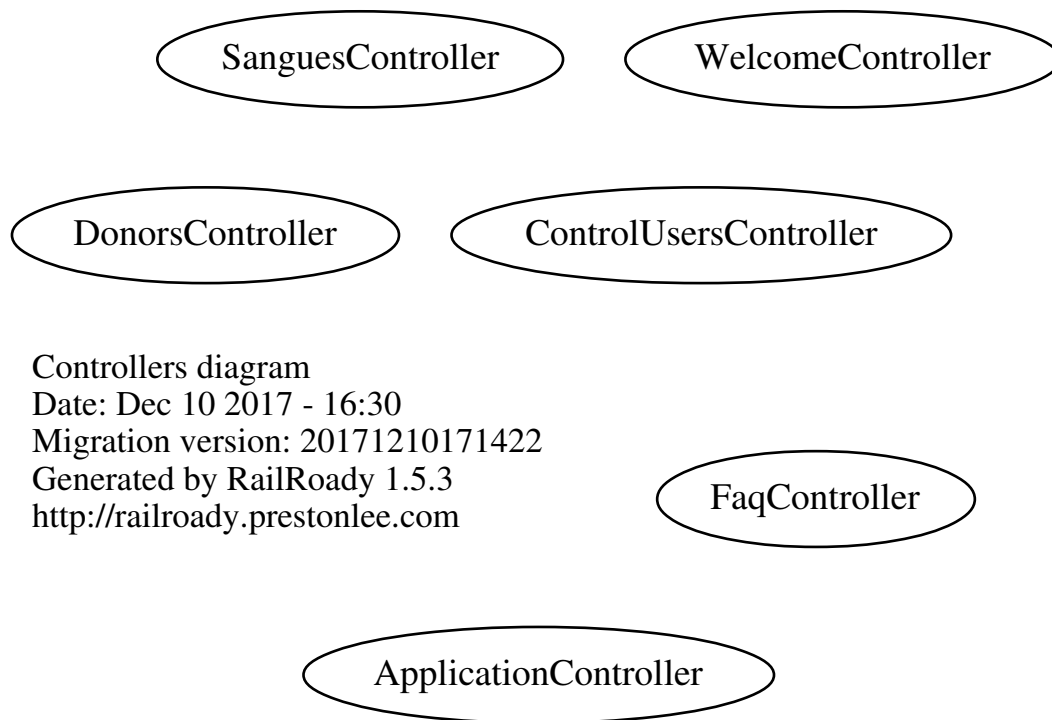 SanguesController
WelcomeController
DonorsController
ControlUsersController
Controllers diagram
Date: Dec 10 2017 - 16:30
Migration version: 20171210171422
Generated by RailRoady 1.5.3
http://railroady.prestonlee.com
FaqController
ApplicationController